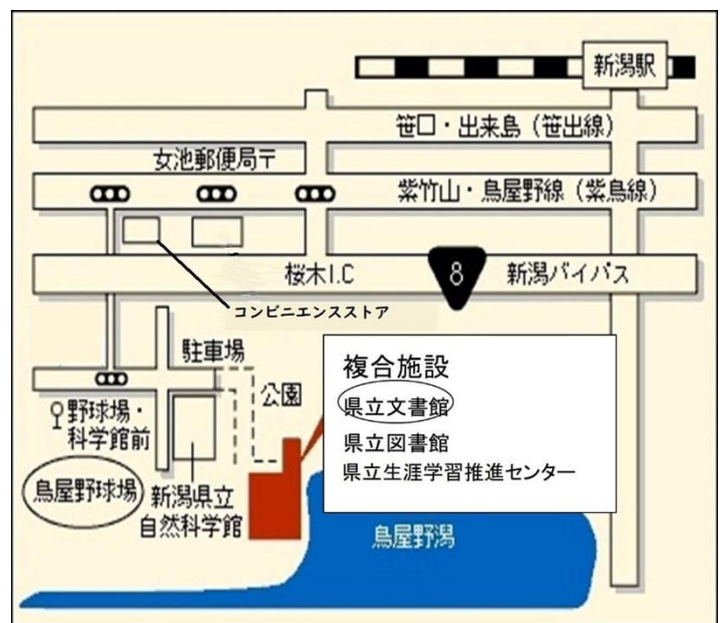 新潟駅
笹口・出来島(笹出線)
女池郵便局〒
紫竹山・鳥屋野線(紫鳥線)
桜木I.C
8
新潟バイパス
コンビニエンスストア
駐車場
公園
複合施設
県立文書館
県立図書館
県立生涯学習推進センター
野球場・
科学館前
鳥屋野球場
新潟県立
自然科学館
鳥屋野潟